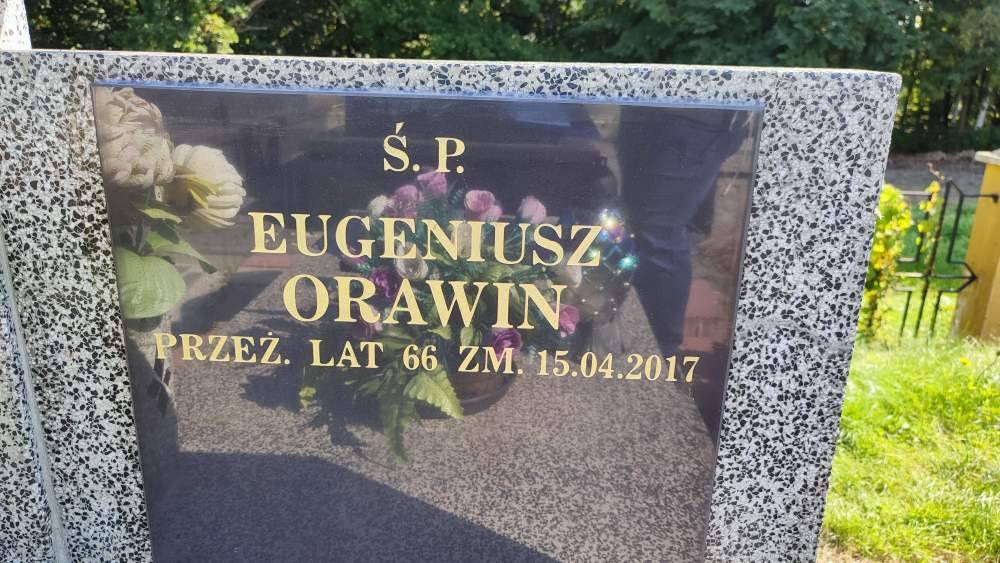 Ś. P.
EUGENIUSZ
ORAWIN
PRZEŻ. LAT 66 ZM. 15.04.2017